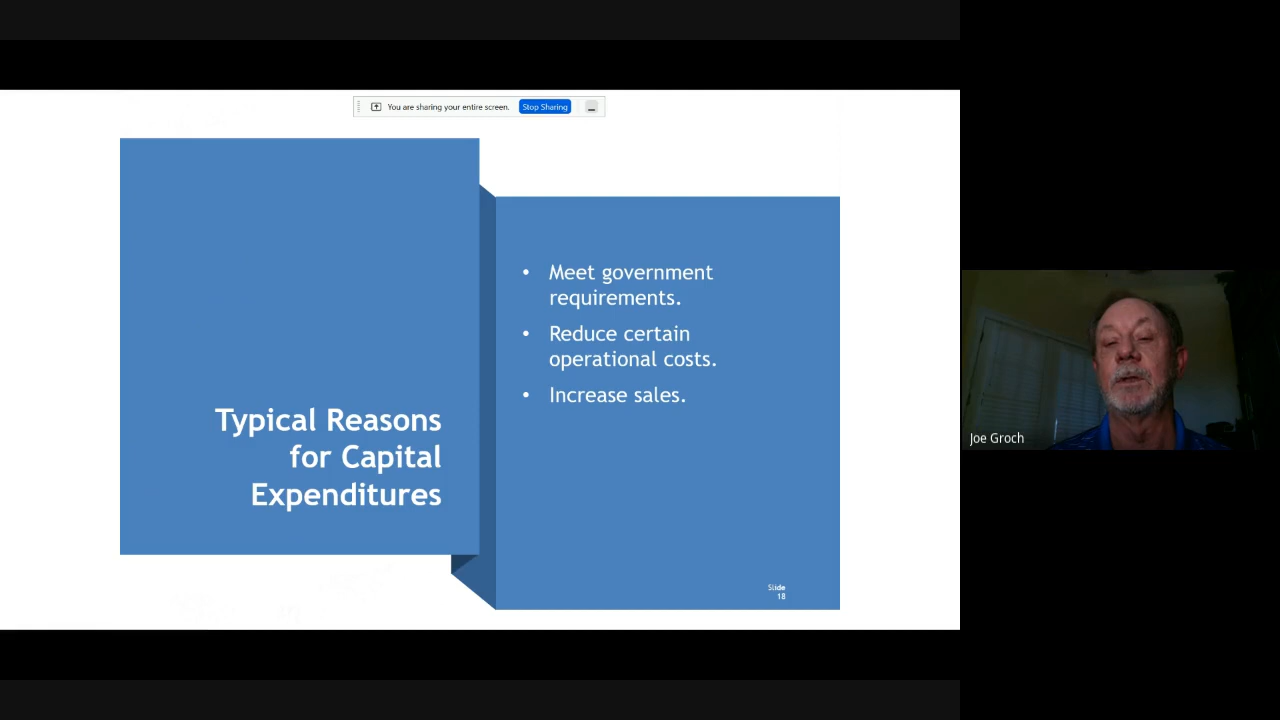 You are sharing your entire screen.
Stop Sharing
Typical Reasons
for Capital
Expenditures
• Meet government
requirements.
• Reduce certain
operational costs.
• Increase sales.
Slide
18
Joe Groch